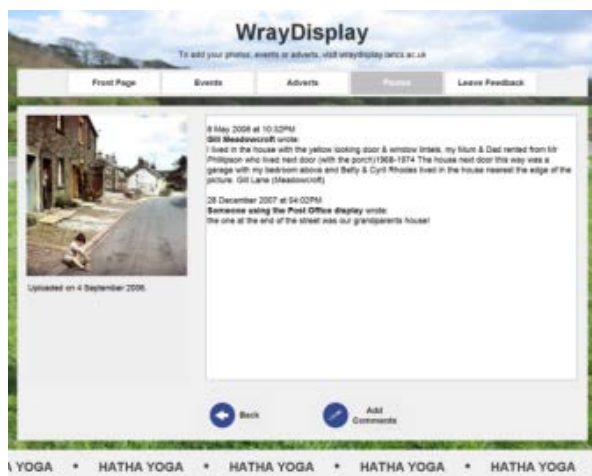 WrayDisplay
To add your photos, events or adverts, visit wraydisplay.lancs.ac.uk
Front Page Events Adverts Photos Leave Feedback
8 May 2008 at 10:32PM
Gill Meadowcroft wrote:
I lived in the house with the yellow looking door & window lintels, my Mum & Dad rented from Mr
Phillipson who lived next door (with the porch)1968-1974 The house next door this way was a
garage with my bedroom above and Betty & Cyril Rhodes lived in the house nearest the edge of the
picture. Gill Lane (Meadowcroft)
28 December 2007 at 04:02PM
Someone using the Post Office display wrote:
the one at the end of the street was our grandparents house!
Uploaded on 4 September 2006.
Back
Add
Comments
YOGA • HATHA YOGA • HATHA YOGA • HATHA YOGA • HATHA YOGA